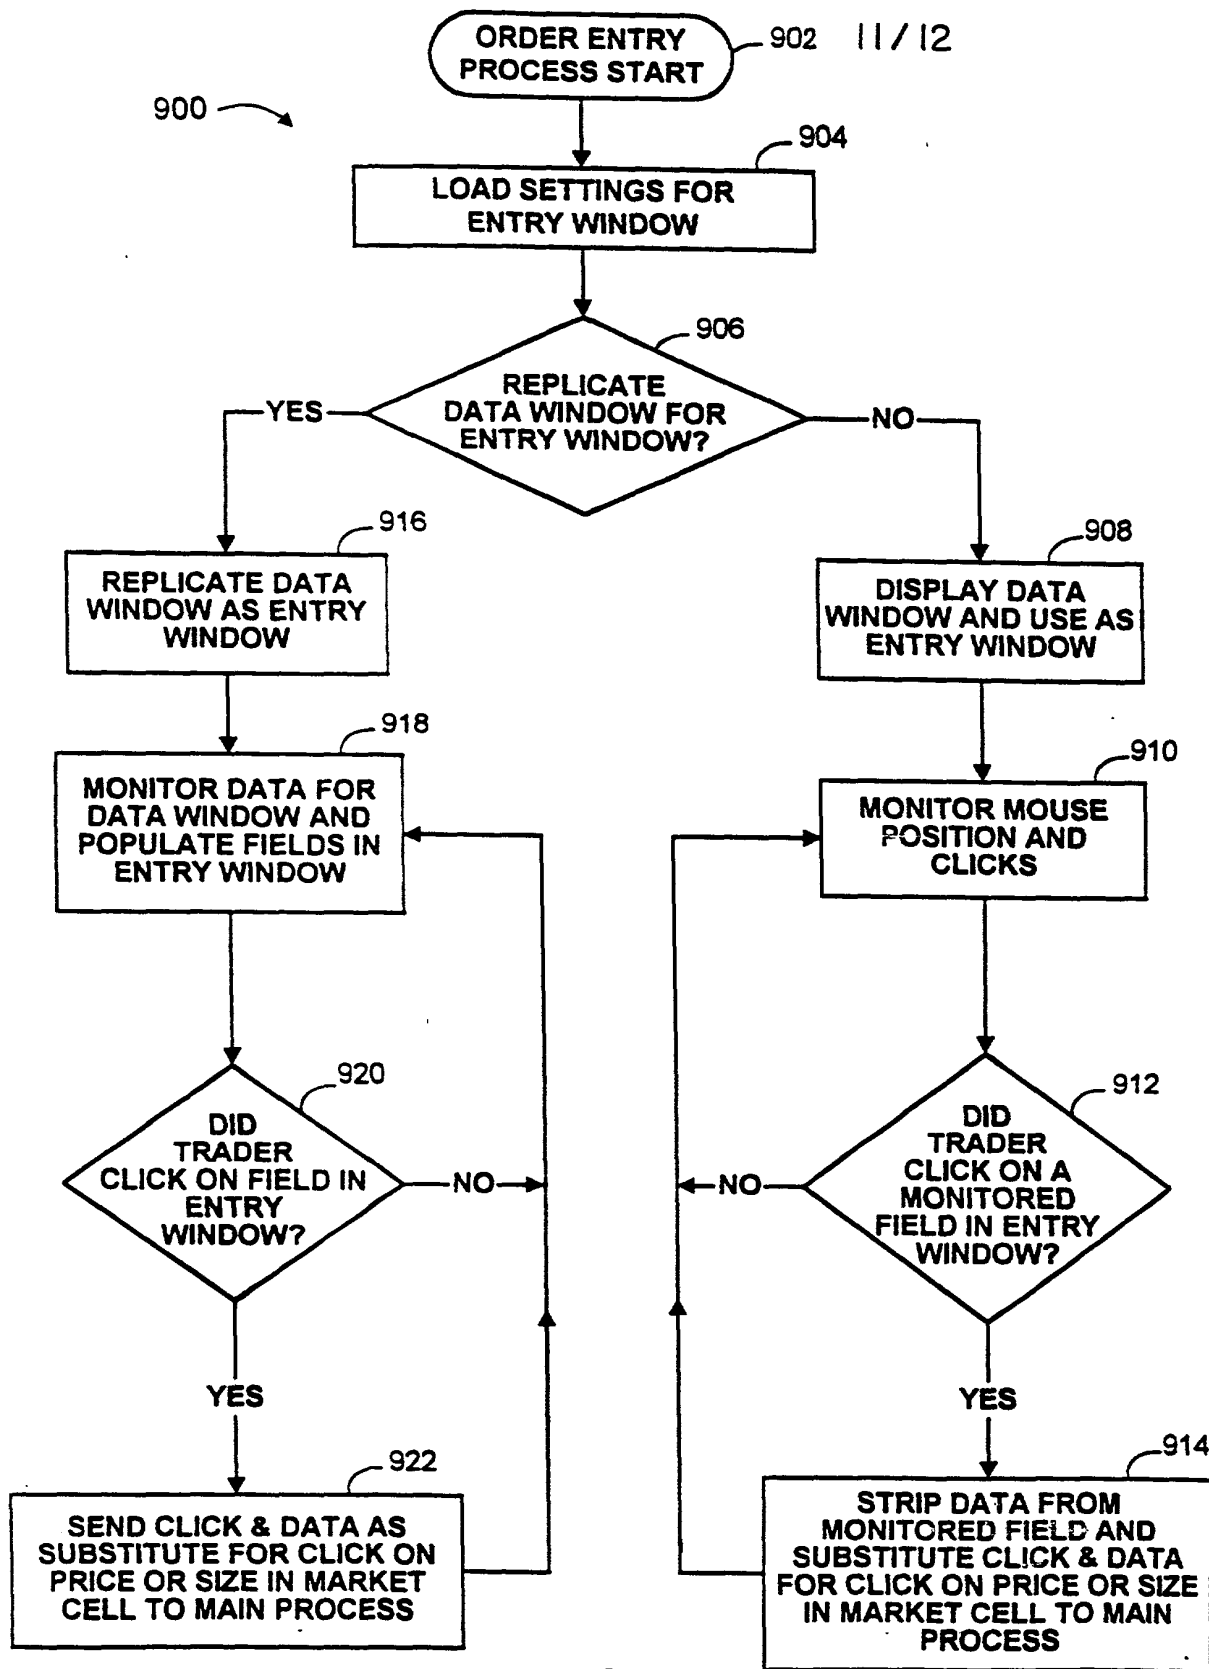 ORDER ENTRY
PROCESS START
902
11/12
900
904
LOAD SETTINGS FOR
ENTRY WINDOW
906
REPLICATE
DATA WINDOW FOR
ENTRY WINDOW?
YES
NO
916
REPLICATE DATA
WINDOW AS ENTRY
WINDOW
908
DISPLAY DATA
WINDOW AND USE AS
ENTRY WINDOW
918
MONITOR DATA FOR
DATA WINDOW AND
POPULATE FIELDS IN
ENTRY WINDOW
910
MONITOR MOUSE
POSITION AND
CLICKS
920
DID
TRADER
CLICK ON FIELD IN
ENTRY
WINDOW?
NO
912
DID
TRADER
CLICK ON A
MONITORED
FIELD IN ENTRY
WINDOW?
NO
YES
YES
922
SEND CLICK & DATA AS
SUBSTITUTE FOR CLICK ON
PRICE OR SIZE IN MARKET
CELL TO MAIN PROCESS
914
STRIP DATA FROM
MONITORED FIELD AND
SUBSTITUTE CLICK & DATA
FOR CLICK ON PRICE OR SIZE
IN MARKET CELL TO MAIN
PROCESS